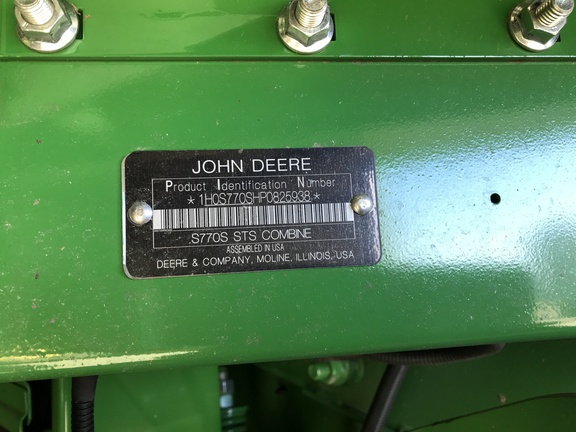 JOHN DEERE
Product Identification Number
*1H0S770SHP0825938*
S770S STS COMBINE
ASSEMBLED IN USA
DEERE & COMPANY, MOLINE, ILLINOIS, USA